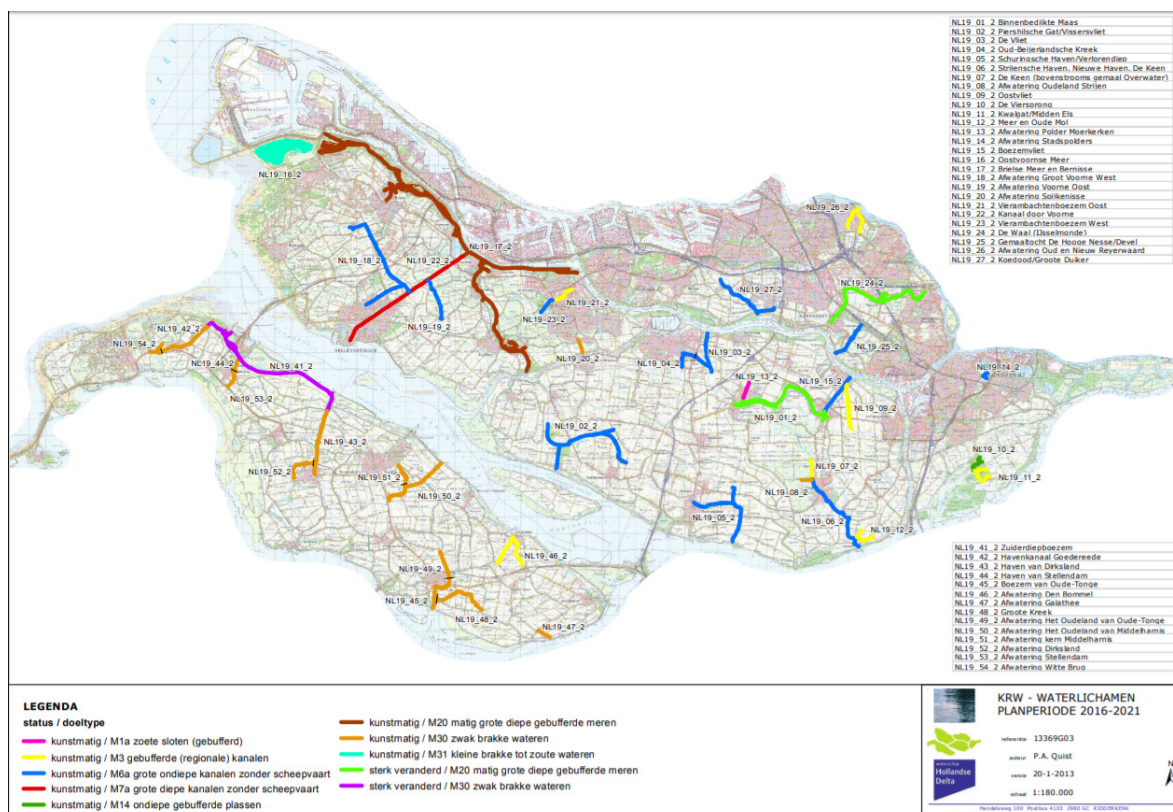 NL19_01_2 Binnenbedijkte Maas
NL19_02_2 Piershilsche Gat/Vissersvliet
NL19_03_2 De Vliet
NL19_04_2 Oud-Beijerlandsche Kreek
NL19_05_2 Schuringsche Haven/Verlorendiep
NL19_06_2 Strijensche Haven, Nieuwe Haven, De Keen
NL19_07_2 De Keen (bovenstrooms gemaal Overwater)
NL19_08_2 Afwatering Oudeland Strijen
NL19_09_2 Oostvliet
NL19_10_2 De Viersprong
NL19_11_2 Kwalgat/Midden Els
NL19_12_2 Meer en Oude Mol
NL19_13_2 Afwatering Polder Moerkerken
NL19_14_2 Afwatering Stadspolders
NL19_15_2 Boezemvliet
NL19_16_2 Oostvoornse Meer
NL19_17_2 Brielse Meer en Bernisse
NL19_18_2 Afwatering Groot Voorne West
NL19_19_2 Afwatering Voorne Oost
NL19_20_2 Afwatering Spijkenisse
NL19_21_2 Vierambachtenboezem Oost
NL19_22_2 Kanaal door Voorne
NL19_23_2 Vierambachtenboezem West
NL19_24_2 De Waal (IJsselmonde)
NL19_25_2 Gemaaltocht De Hooge Nesse/Devel
NL19_26_2 Afwatering Oud en Nieuw Reyerwaard
NL19_27_2 Koedood/Groote Duiker
NL19_16_2
NL19_26_2
NL19_17_2
NL19_18_2
NL19_22_2
NL19_24_2
NL19_27_2
NL19_21_2
NL19_23_2
NL19_19_2
NL19_42_2
NL19_54_2
HELLEVOETSLUIS
NL19_25_2
NL19_03_2
NL19_04_2
NL19_20_2
NL19_44_2
NL19_41_2
NL19_14_2
NL19_13_2
NL19_15_2
NL19_53_2
NL19_09_2
NL19_01_2
NL19_02_2
NL19_43_2
NL19_10_2
NL19_07_2
NL19_52_2
NL19_11_2
NL19_51_2
NL19_08_2
NL19_50_2
NL19_05_2
NL19_06_2
NL19_12_2
NL19_46_2
NL19_49_2
NL19_45_2
NL19_48_2
NL19_47_2
NL19_41_2 Zuiderdiepboezem
NL19_42_2 Havenkanaal Goedereede
NL19_43_2 Haven van Dirksland
NL19_44_2 Haven van Stellendam
NL19_45_2 Boezem van Oude-Tonge
NL19_46_2 Afwatering Den Bommel
NL19_47_2 Afwatering Galathee
NL19_48_2 Groote Kreek
NL19_49_2 Afwatering Het Oudeland van Oude-Tonge
NL19_50_2 Afwatering Het Oudeland van Middelharnis
NL19_51_2 Afwatering kern Middelharnis
NL19_52_2 Afwatering Dirksland
NL19_53_2 Afwatering Stellendam
NL19_54_2 Afwatering Witte Brug
LEGENDA
status / doeltype
kunstmatig / M1a zoete sloten (gebufferd)
kunstmatig / M3 gebufferde (regionale) kanalen
kunstmatig / M6a grote ondiepe kanalen zonder scheepvaart
kunstmatig / M7a grote diepe kanalen zonder scheepvaart
kunstmatig / M14 ondiepe gebufferde plassen
kunstmatig / M20 matig grote diepe gebufferde meren
kunstmatig / M30 zwak brakke wateren
kunstmatig / M31 kleine brakke tot zoute wateren
sterk veranderd / M20 matig grote diepe gebufferde meren
sterk veranderd / M30 zwak brakke wateren
KRW - WATERLICHAMEN
PLANPERIODE 2016-2021
referentie 13369G03
auteur P.A. Quist
versie 20-1-2013
schaal 1:180.000
waterschap
Hollandse
Delta
N
Handelsweg 100 Postbus 4103 2980 GC RIDDERKERK